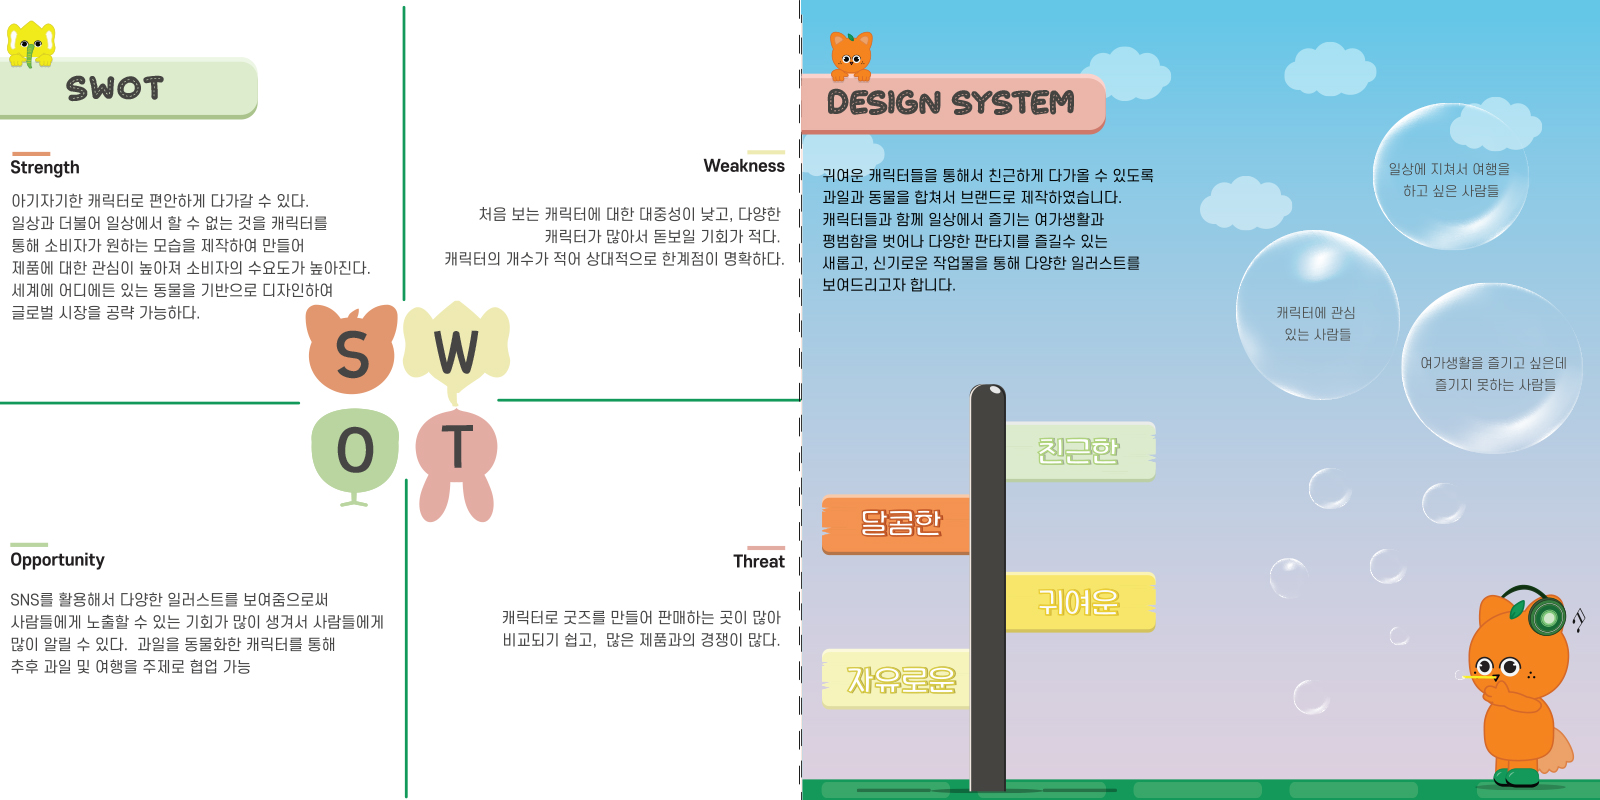 SWOT
Strength
아기자기한 캐릭터로 편안하게 다가갈 수 있다.
일상과 더불어 일상에서 할 수 없는 것을 캐릭터를
통해 소비자가 원하는 모습을 제작하여 만들어
제품에 대한 관심이 높아져 소비자의 수요도가 높아진다.
세계에 어디에든 있는 동물을 기반으로 디자인하여
글로벌 시장을 공략 가능하다.
Weakness
처음 보는 캐릭터에 대한 대중성이 낮고, 다양한
캐릭터가 많아서 돋보일 기회가 적다.
캐릭터의 개수가 적어 상대적으로 한계점이 명확하다.
S
W
O
T
Opportunity
SNS를 활용해서 다양한 일러스트를 보여줌으로써
사람들에게 노출할 수 있는 기회가 많이 생겨서 사람들에게
많이 알릴 수 있다. 과일을 동물화한 캐릭터를 통해
추후 과일 및 여행을 주제로 협업 가능
Threat
캐릭터로 굿즈를 만들어 판매하는 곳이 많아
비교되기 쉽고, 많은 제품과의 경쟁이 많다.
DESIGN SYSTEM
귀여운 캐릭터들을 통해서 친근하게 다가올 수 있도록
과일과 동물을 합쳐서 브랜드로 제작하였습니다.
캐릭터들과 함께 일상에서 즐기는 여가생활과
평범함을 벗어나 다양한 판타지를 즐길수 있는
새롭고, 신기로운 작업물을 통해 다양한 일러스트를
보여드리고자 합니다.
일상에 지쳐서 여행을
하고 싶은 사람들
캐릭터에 관심
있는 사람들
여가생활을 즐기고 싶은데
즐기지 못하는 사람들
친근한
달콤한
귀여운
자유로운